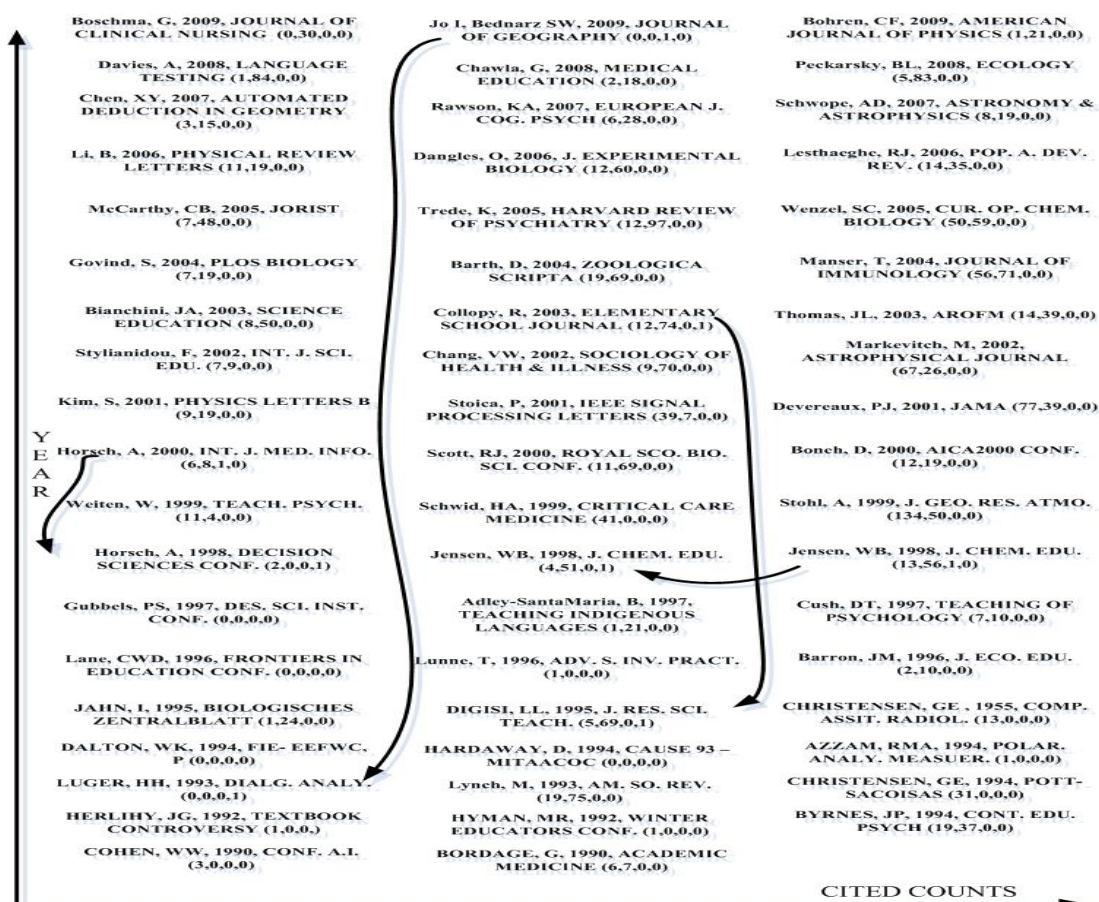 Boschma, G, 2009, JOURNAL OF
CLINICAL NURSING (0,30,0,0)
Davies, A, 2008, LANGUAGE
TESTING (1,84,0,0)
Chen, XY, 2007, AUTOMATED
DEDUCTION IN GEOMETRY
(3,15,0,0)
Li, B, 2006, PHYSICAL REVIEW
LETTERS (11,19,0,0)
McCarthy, CB, 2005, JORIST
(7,48,0,0)
Govind, S, 2004, PLOS BIOLOGY
(7,19,0,0)
Bianchini, JA, 2003, SCIENCE
EDUCATION (8,50,0,0)
Stylianidou, F, 2002, INT. J. SCI.
EDU. (7,9,0,0)
Kim, S, 2001, PHYSICS LETTERS B
(9,19,0,0)
YEAR
Horsch, A, 2000, INT. J. MED. INFO.
(6,8,1,0)
Weiten, W, 1999, TEACH. PSYCH.
(11,4,0,0)
Horsch, A, 1998, DECISION
SCIENCES CONF. (2,0,0,1)
Gubbels, PS, 1997, DES. SCI. INST.
CONF. (0,0,0,0)
Lane, CWD, 1996, FRONTIERS IN
EDUCATION CONF. (0,0,0,0)
JAHN, I, 1995, BIOLOGISCHES
ZENTRALBLATT (1,24,0,0)
DALTON, WK, 1994, FIE- EEFWC,
P (0,0,0,0)
LUGER, HH, 1993, DIALG. ANALY.
(0,0,0,1)
HERLIHY, JG, 1992, TEXTBOOK
CONTROVERSY (1,0,0,)
COHEN, WW, 1990, CONF. A.I.
(3,0,0,0)
Jo I, Bednarz SW, 2009, JOURNAL
OF GEOGRAPHY (0,0,1,0)
Chawla, G, 2008, MEDICAL
EDUCATION (2,18,0,0)
Rawson, KA, 2007, EUROPEAN J.
COG. PSYCH (6,28,0,0)
Dangles, O, 2006, J. EXPERIMENTAL
BIOLOGY (12,60,0,0)
Trede, K, 2005, HARVARD REVIEW
OF PSYCHIATRY (12,97,0,0)
Barth, D, 2004, ZOOLOGICA
SCRIPTA (19,69,0,0)
Collopy, R, 2003, ELEMENTARY
SCHOOL JOURNAL (12,74,0,1)
Chang, VW, 2002, SOCIOLOGY OF
HEALTH & ILLNESS (9,70,0,0)
Stoica, P, 2001, IEEE SIGNAL
PROCESSING LETTERS (39,7,0,0)
Scott, RJ, 2000, ROYAL SCO. BIO.
SCI. CONF. (11,69,0,0)
Schwid, HA, 1999, CRITICAL CARE
MEDICINE (41,0,0,0)
Jensen, WB, 1998, J. CHEM. EDU.
(4,51,0,1)
Adley-SantaMaria, B, 1997,
TEACHING INDIGENOUS
LANGUAGES (1,21,0,0)
Lunne, T, 1996, ADV. S. INV. PRACT.
(1,0,0,0)
DIGISI, LL, 1995, J. RES. SCI.
TEACH. (5,69,0,1)
HARDAWAY, D, 1994, CAUSE 93 –
MITAACOC (0,0,0,0)
Lynch, M, 1993, AM. SO. REV.
(19,75,0,0)
HYMAN, MR, 1992, WINTER
EDUCATORS CONF. (1,0,0,0)
BORDAGE, G, 1990, ACADEMIC
MEDICINE (6,7,0,0)
Bohren, CF, 2009, AMERICAN
JOURNAL OF PHYSICS (1,21,0,0)
Peckarsky, BL, 2008, ECOLOGY
(5,83,0,0)
Schwope, AD, 2007, ASTRONOMY &
ASTROPHYSICS (8,19,0,0)
Lesthaeghe, RJ, 2006, POP. A. DEV.
REV. (14,35,0,0)
Wenzel, SC, 2005, CUR. OP. CHEM.
BIOLOGY (50,59,0,0)
Manser, T, 2004, JOURNAL OF
IMMUNOLOGY (56,71,0,0)
Thomas, JL, 2003, AROFM (14,39,0,0)
Markevitch, M, 2002,
ASTROPHYSICAL JOURNAL
(67,26,0,0)
Devereaux, PJ, 2001, JAMA (77,39,0,0)
Bonch, D, 2000, AICA2000 CONF.
(12,19,0,0)
Stohl, A, 1999, J. GEO. RES. ATMO.
(134,50,0,0)
Jensen, WB, 1998, J. CHEM. EDU.
(13,56,1,0)
Cush, DT, 1997, TEACHING OF
PSYCHOLOGY (7,10,0,0)
Barron, JM, 1996, J. ECO. EDU.
(2,10,0,0)
CHRISTENSEN, GE , 1955, COMP.
ASSIT. RADIOL. (13,0,0,0)
AZZAM, RMA, 1994, POLAR.
ANALY. MEASUER. (1,0,0,0)
CHRISTENSEN, GE, 1994, POTT-
SACOISAS (31,0,0,0)
BYRNES, JP, 1994, CONT. EDU.
PSYCH (19,37,0,0)
CITED COUNTS